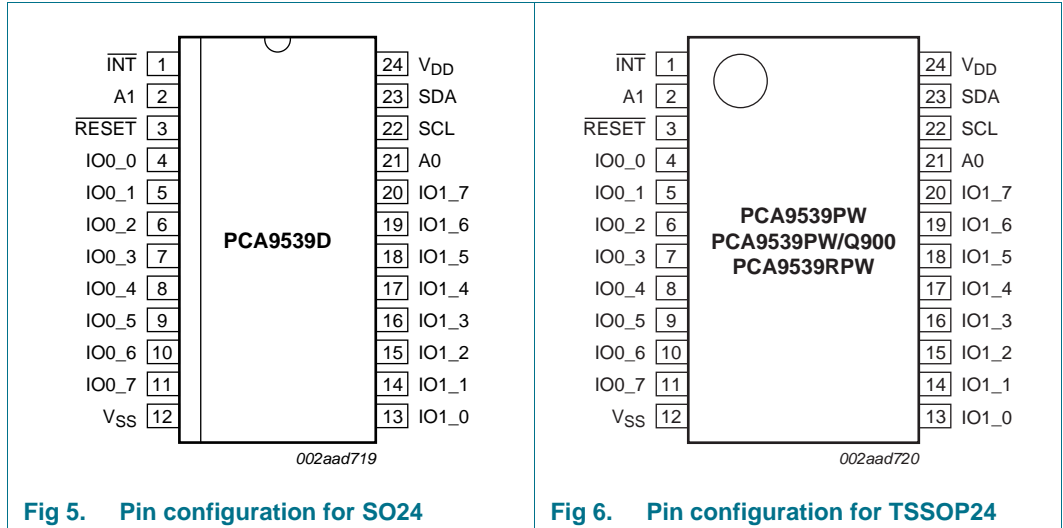 INT 1 24 VDD
A1 2 23 SDA
RESET 3 22 SCL
IO0_0 4 21 A0
IO0_1 5 20 IO1_7
IO0_2 6 19 IO1_6
IO0_3 7 18 IO1_5
IO0_4 8 17 IO1_4
IO0_5 9 16 IO1_3
IO0_6 10 15 IO1_2
IO0_7 11 14 IO1_1
VSS 12 13 IO1_0
PCA9539D
002aad719
Fig 5. Pin configuration for SO24
INT 1 24 VDD
A1 2 23 SDA
RESET 3 22 SCL
IO0_0 4 21 A0
IO0_1 5 20 IO1_7
IO0_2 6 19 IO1_6
IO0_3 7 18 IO1_5
IO0_4 8 17 IO1_4
IO0_5 9 16 IO1_3
IO0_6 10 15 IO1_2
IO0_7 11 14 IO1_1
VSS 12 13 IO1_0
PCA9539PW
PCA9539PW/Q900
PCA9539RPW
002aad720
Fig 6. Pin configuration for TSSOP24